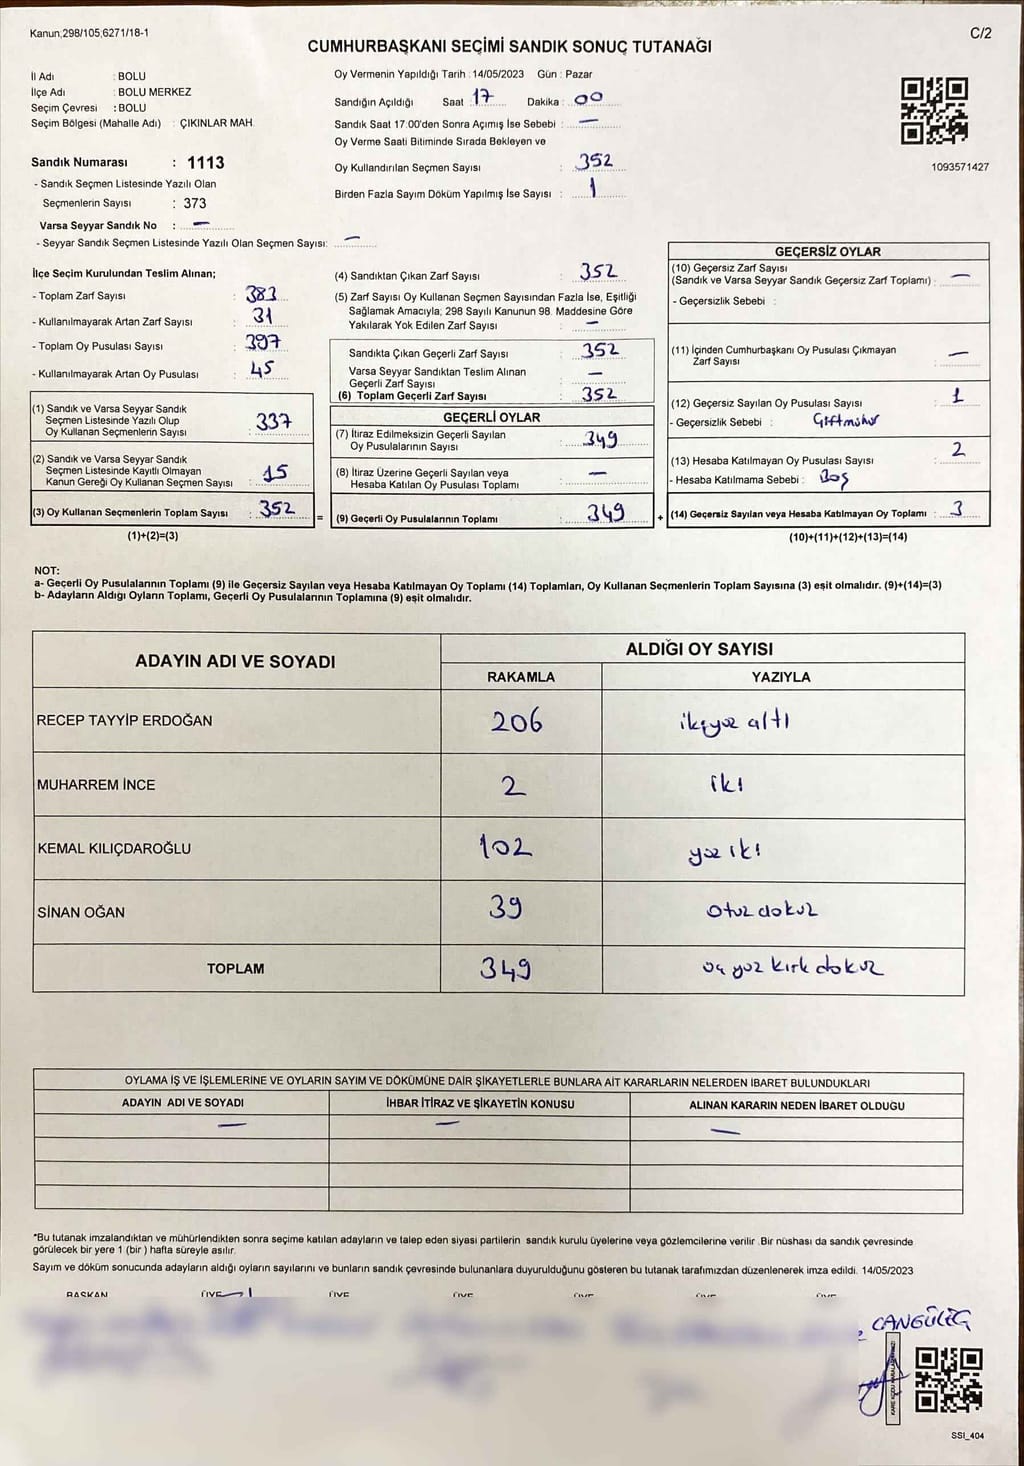 Kanun,298/105,6271/18-1
C/2
CUMHURBAŞKANI SEÇİMİ SANDIK SONUÇ TUTANAĞI
İl Adı : BOLU
İlçe Adı : BOLU MERKEZ
Seçim Çevresi : BOLU
Seçim Bölgesi (Mahalle Adı) : ÇIKINLAR MAH.
Oy Vermenin Yapıldığı Tarih : 14/05/2023 Gün : Pazar
Sandığın Açıldığı Saat : 17 Dakika : 00
Sandık Saat 17:00'den Sonra Açımış İse Sebebi : —
Oy Verme Saati Bitiminde Sırada Bekleyen ve
Oy Kullandırılan Seçmen Sayısı : 352
Birden Fazla Sayım Döküm Yapılmış İse Sayısı : 1
1093571427
Sandık Numarası : 1113
- Sandık Seçmen Listesinde Yazılı Olan
Seçmenlerin Sayısı : 373
Varsa Seyyar Sandık No : —
- Seyyar Sandık Seçmen Listesinde Yazılı Olan Seçmen Sayısı: —
İlçe Seçim Kurulundan Teslim Alınan;
- Toplam Zarf Sayısı : 383
- Kullanılmayarak Artan Zarf Sayısı : 31
- Toplam Oy Pusulası Sayısı : 397
- Kullanılmayarak Artan Oy Pusulası : 45
(1) Sandık ve Varsa Seyyar Sandık
Seçmen Listesinde Yazılı Olup
Oy Kullanan Seçmenlerin Sayısı : 337
(2) Sandık ve Varsa Seyyar Sandık
Seçmen Listesinde Kayıtlı Olmayan
Kanun Gereği Oy Kullanan Seçmen Sayısı : 15
(3) Oy Kullanan Seçmenlerin Toplam Sayısı : 352 =
(1)+(2)=(3)
(4) Sandıktan Çıkan Zarf Sayısı : 352
(5) Zarf Sayısı Oy Kullanan Seçmen Sayısından Fazla İse, Eşitliği
Sağlamak Amacıyla; 298 Sayılı Kanunun 98. Maddesine Göre
Yakılarak Yok Edilen Zarf Sayısı : —
Sandıkta Çıkan Geçerli Zarf Sayısı : 352
Varsa Seyyar Sandıktan Teslim Alınan
Geçerli Zarf Sayısı : —
(6) Toplam Geçerli Zarf Sayısı : 352
GEÇERLİ OYLAR
(7) İtiraz Edilmeksizin Geçerli Sayılan
Oy Pusulalarının Sayısı : 349
(8) İtiraz Üzerine Geçerli Sayılan veya
Hesaba Katılan Oy Pusulası Toplamı : —
(9) Geçerli Oy Pusulalarının Toplamı : 349 +
GEÇERSİZ OYLAR
(10) Geçersiz Zarf Sayısı
(Sandık ve Varsa Seyyar Sandık Geçersiz Zarf Toplamı) : —
- Geçersizlik Sebebi :
(11) İçinden Cumhurbaşkanı Oy Pusulası Çıkmayan
Zarf Sayısı : —
(12) Geçersiz Sayılan Oy Pusulası Sayısı : 1
- Geçersizlik Sebebi : Çift mühür
(13) Hesaba Katılmayan Oy Pusulası Sayısı : 2
- Hesaba Katılmama Sebebi : Boş
(14) Geçersiz Sayılan veya Hesaba Katılmayan Oy Toplamı : 3
(10)+(11)+(12)+(13)=(14)
NOT:
a- Geçerli Oy Pusulalarının Toplamı (9) ile Geçersiz Sayılan veya Hesaba Katılmayan Oy Toplamı (14) Toplamları, Oy Kullanan Seçmenlerin Toplam Sayısına (3) eşit olmalıdır. (9)+(14)=(3)
b- Adayların Aldığı Oyların Toplamı, Geçerli Oy Pusulalarının Toplamına (9) eşit olmalıdır.
ADAYIN ADI VE SOYADI
ALDIĞI OY SAYISI
RAKAMLA YAZIYLA
RECEP TAYYİP ERDOĞAN 206 ikiyüz altı
MUHARREM İNCE 2 iki
KEMAL KILIÇDAROĞLU 102 yüz iki
SİNAN OĞAN 39 otuz dokuz
TOPLAM 349 üç yüz kırk dokuz
OYLAMA İŞ VE İŞLEMLERİNE VE OYLARIN SAYIM VE DÖKÜMÜNE DAİR ŞİKAYETLERLE BUNLARA AİT KARARLARIN NELERDEN İBARET BULUNDUKLARI
ADAYIN ADI VE SOYADI İHBAR İTİRAZ VE ŞİKAYETİN KONUSU ALINAN KARARIN NEDEN İBARET OLDUĞU
— — —
*Bu tutanak imzalandıktan ve mühürlendikten sonra seçime katılan adayların ve talep eden siyasi partilerin sandık kurulu üyelerine veya gözlemcilerine verilir .Bir nüshası da sandık çevresinde
görülecek bir yere 1 (bir ) hafta süreyle asılır.
Sayım ve döküm sonucunda adayların aldığı oyların sayılarını ve bunların sandık çevresinde bulunanlara duyurulduğunu gösteren bu tutanak tarafımızdan düzenlenerek imza edildi. 14/05/2023
BAŞKAN ÜYE ÜYE ÜYE ÜYE ÜYE ÜYE
SSİ_404